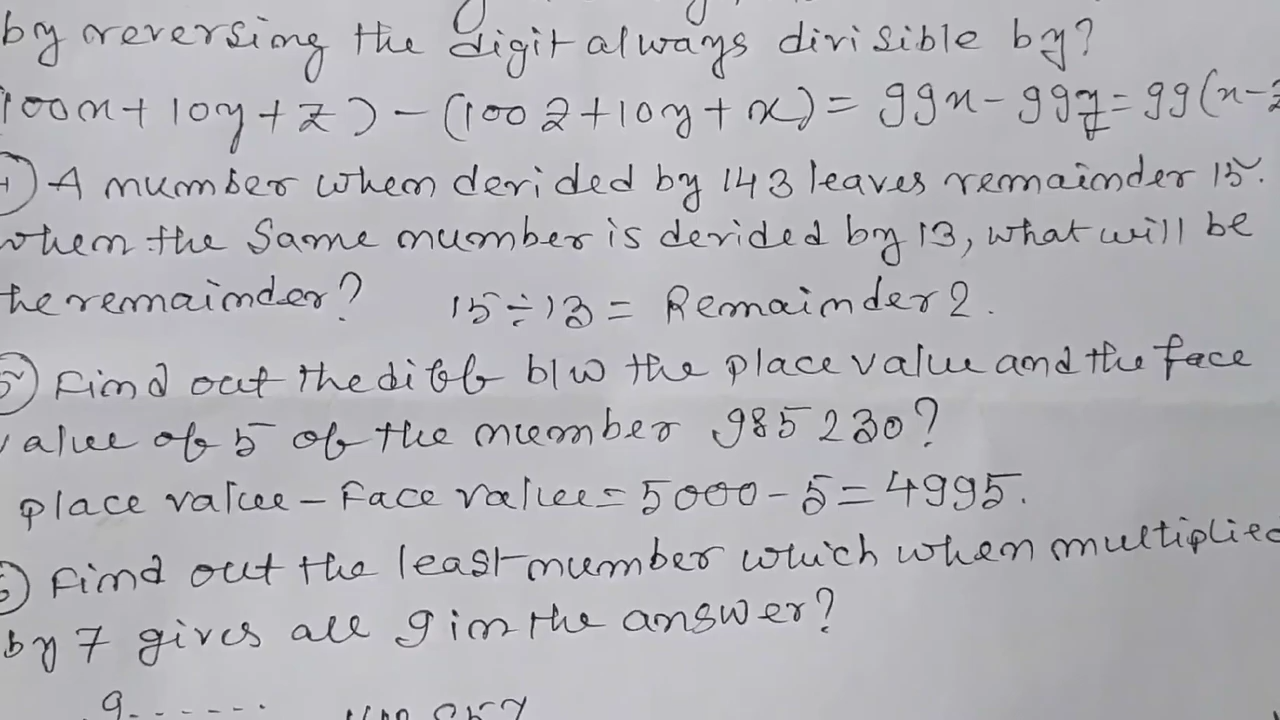 by reversing the digit always divisible by?
100x + 10y + z) - (100z + 10y + x) = 99x - 99z = 99(x-z
4) A number when derided by 143 leaves remainder 15.
when the same number is derided by 13, what will be
the remainder? 15 ÷ 13 = Remainder 2.
5) Find out the diff b/w the place value and the face
value of 5 of the number 985230?
place value - Face value = 5000 - 5 = 4995.
6) Find out the least number which when multiplied
by 7 gives all 9 in the answer?